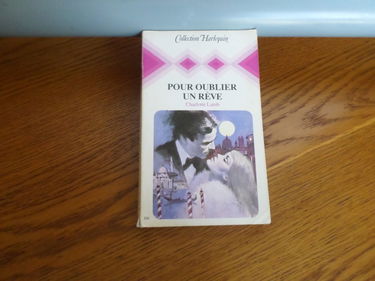 Collection Harlequin
POUR OUBLIER
UN RÊVE
Charlotte Lamb